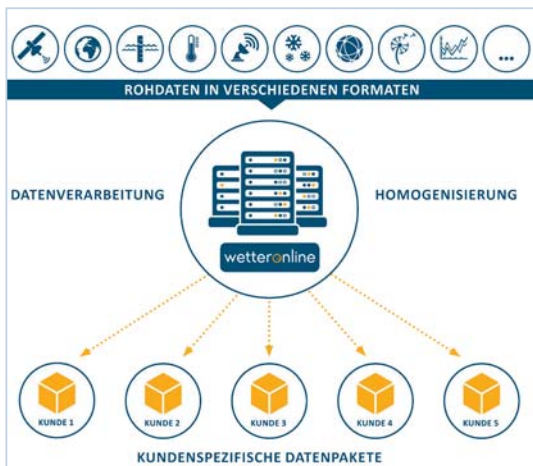 ...
ROHDATEN IN VERSCHIEDENEN FORMATEN
DATENVERARBEITUNG
HOMOGENISIERUNG
wetteronline
KUNDE 1
KUNDE 2
KUNDE 3
KUNDE 4
KUNDE 5
KUNDENSPEZIFISCHE DATENPAKETE